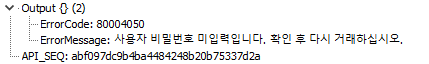 Output {} (2)
ErrorCode: 80004050
ErrorMessage: 사용자 비밀번호 미입력입니다. 확인 후 다시 거래하십시오.
API_SEQ: abf097dc9b4ba4484248b20b75337d2a